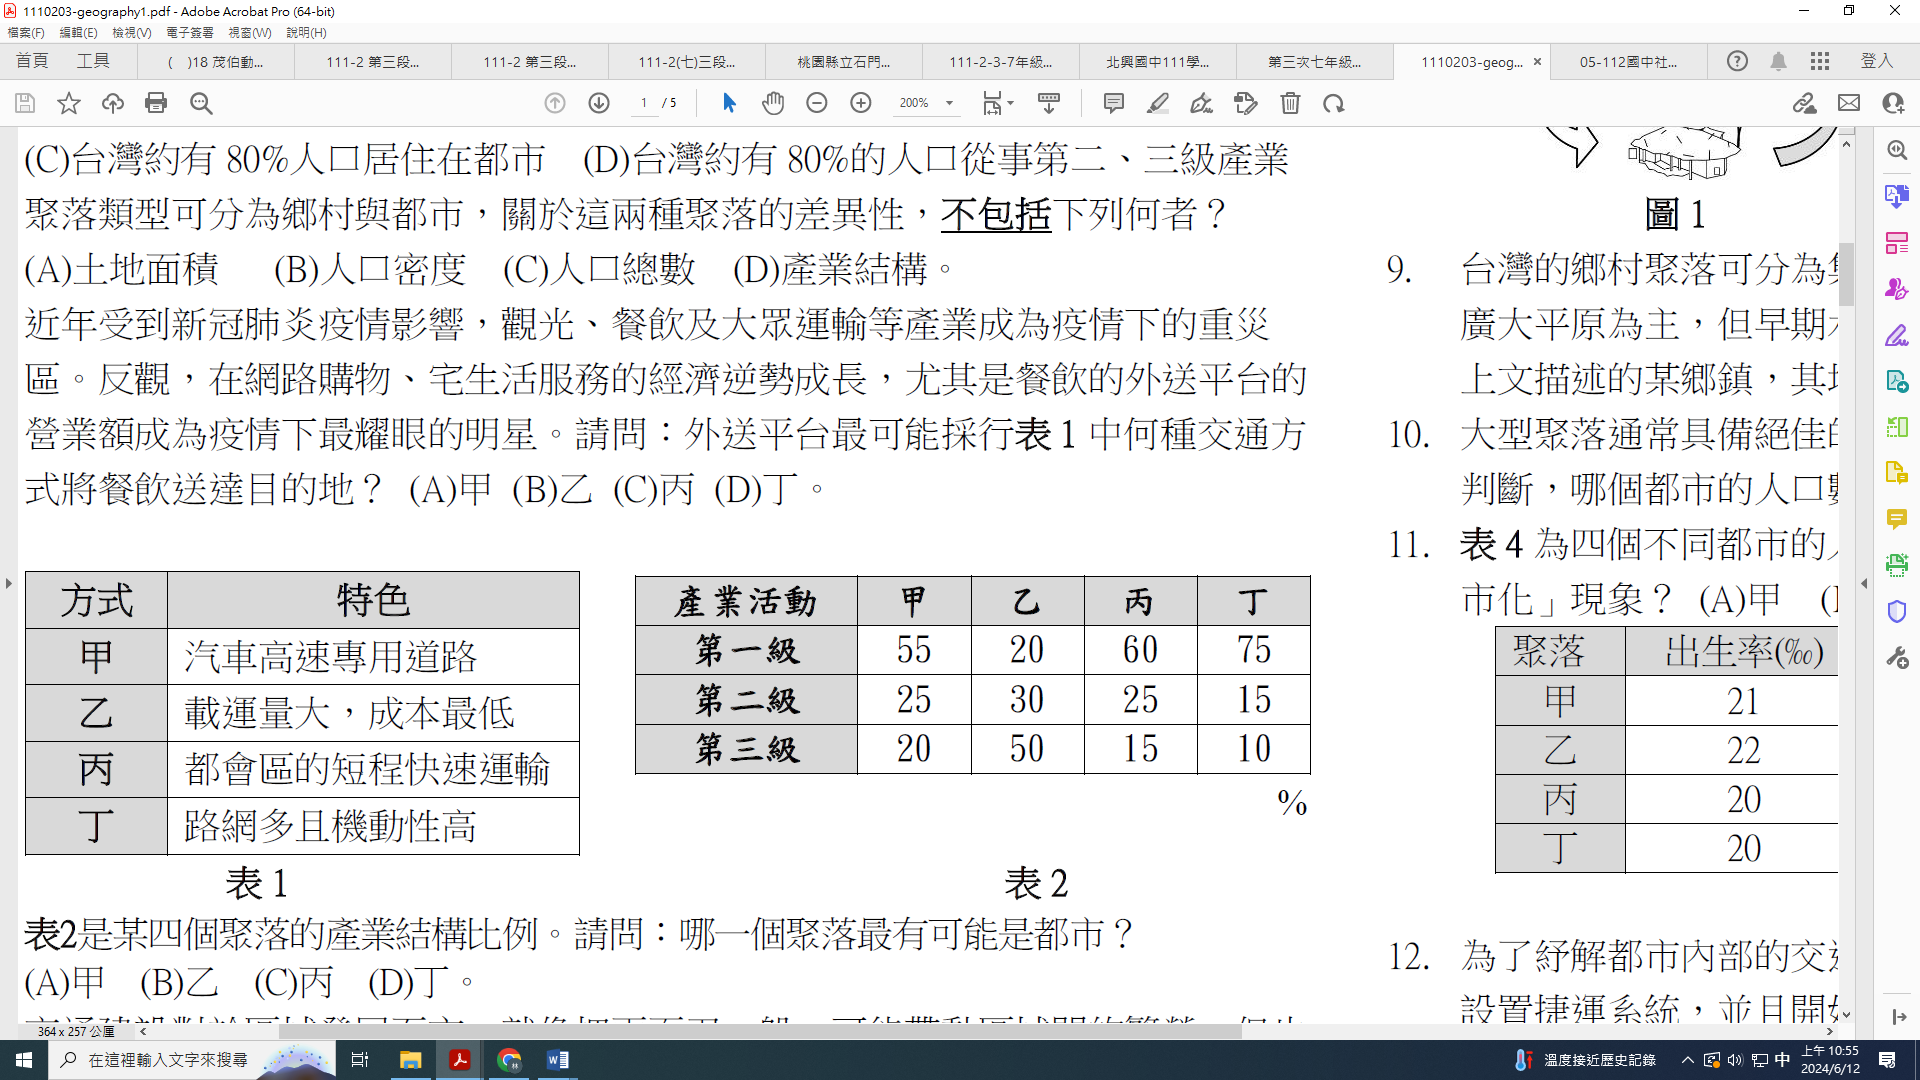 1110203-geography1.pdf - Adobe Acrobat Pro (64-bit)
檔案(F) 編輯(E) 檢視(V) 電子簽署 視窗(W) 說明(H)
首頁 工具 ( )18 茂伯動... 111-2 第三段... 111-2 第三段... 111-2(七)三段... 桃園縣立石門... 111-2-3-7年級... 北興國中111學... 第三次七年級... 1110203-geog... × 05-112國中社... 登入
1 / 5 200%
(C)台灣約有 80%人口居住在都市 (D)台灣約有 80%的人口從事第二、三級產業
聚落類型可分為鄉村與都市，關於這兩種聚落的差異性，不包括下列何者？
(A)土地面積 (B)人口密度 (C)人口總數 (D)產業結構。
近年受到新冠肺炎疫情影響，觀光、餐飲及大眾運輸等產業成為疫情下的重災
區。反觀，在網路購物、宅生活服務的經濟逆勢成長，尤其是餐飲的外送平台的
營業額成為疫情下最耀眼的明星。請問：外送平台最可能採行表 1 中何種交通方
式將餐飲送達目的地？ (A)甲 (B)乙 (C)丙 (D)丁。
方式 特色
甲 汽車高速專用道路
乙 載運量大，成本最低
丙 都會區的短程快速運輸
丁 路網多且機動性高
表 1
產業活動 甲 乙 丙 丁
第一級 55 20 60 75
第二級 25 30 25 15
第三級 20 50 15 10
%
表 2
表2是某四個聚落的產業結構比例。請問：哪一個聚落最有可能是都市？
(A)甲 (B)乙 (C)丙 (D)丁。
圖 1
9. 台灣的鄉村聚落可分為
廣大平原為主，但早期
上文描述的某鄉鎮，其
10. 大型聚落通常具備絕佳
判斷，哪個都市的人口
11. 表 4 為四個不同都市的
市化」現象？ (A)甲
聚落 出生率(‰)
甲 21
乙 22
丙 20
丁 20
12. 為了紓解都市內部的交
設置捷運系統，並且開
364 x 257 公厘
在這裡輸入文字來搜尋
溫度接近歷史記錄
中
上午 10:55
2024/6/12